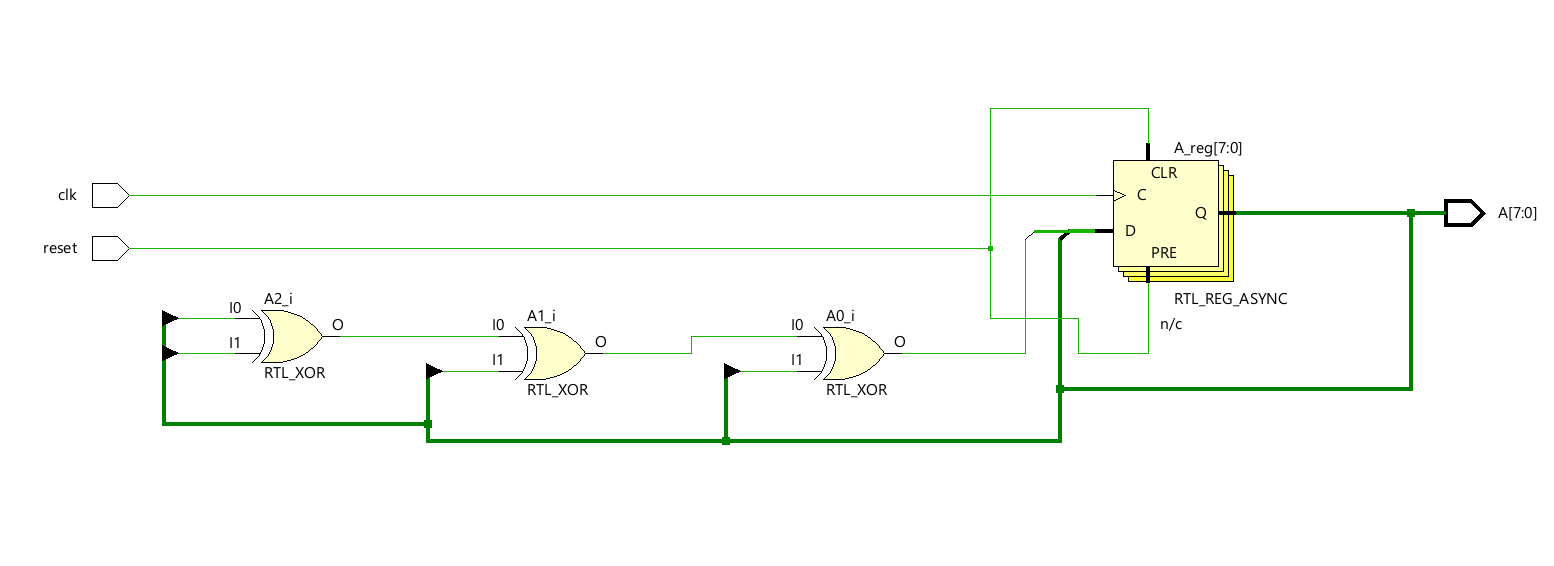 A_reg[7:0]
CLR
clk
C
Q
A[7:0]
D
reset
PRE
RTL_REG_ASYNC
n/c
A2_i
I0
O
I1
RTL_XOR
A1_i
I0
O
I1
RTL_XOR
A0_i
I0
O
I1
RTL_XOR